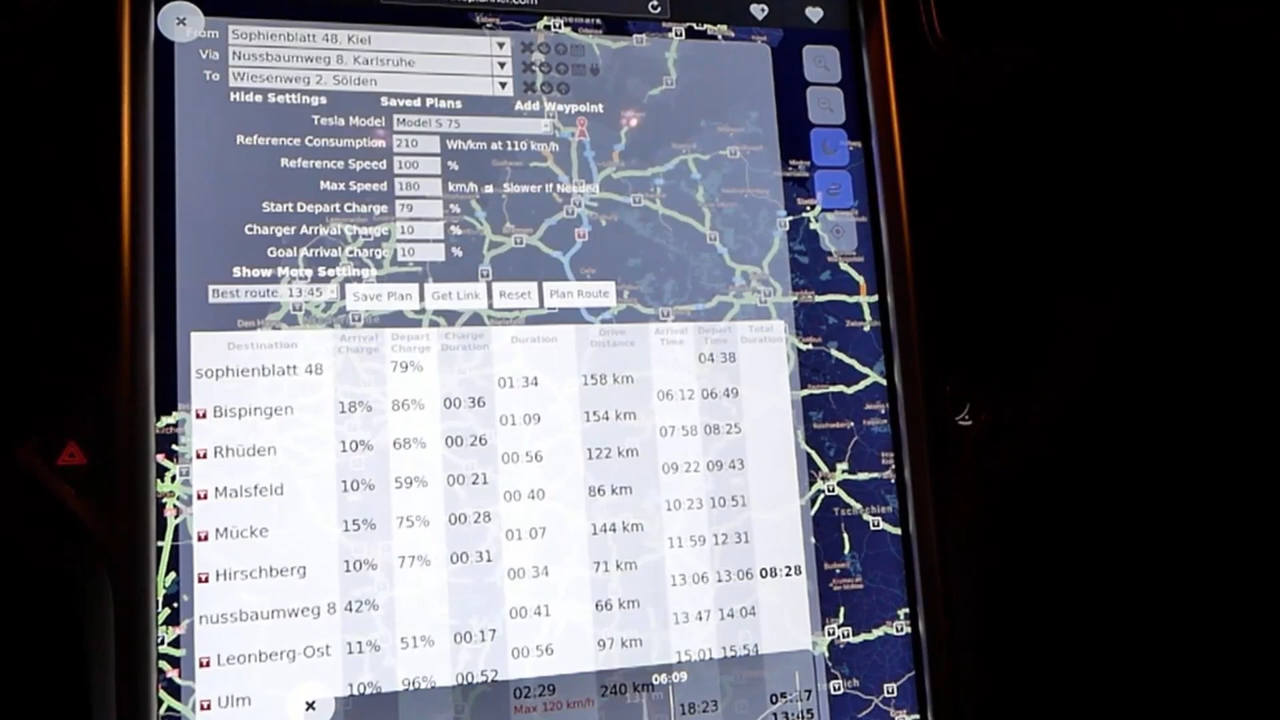 From Sophienblatt 48, Kiel
Via Nussbaumweg 8, Karlsruhe
To Wiesenweg 2, Sölden
Hide Settings Saved Plans Add Waypoint
Tesla Model Model S 75
Reference Consumption 210 Wh/km at 110 km/h
Reference Speed 100 %
Max Speed 180 km/h Slower If Needed
Start Depart Charge 79 %
Charger Arrival Charge 10 %
Goal Arrival Charge 10 %
Show More Settings
Best route 13:45 Save Plan Get Link Reset Plan Route
Destination Arrival Charge Depart Charge Charge Duration Duration Drive Distance Arrival Time Depart Time Total Duration
sophienblatt 48 79% 04:38
01:34 158 km
Bispingen 18% 86% 00:36 06:12 06:49
01:09 154 km
Rhüden 10% 68% 00:26 07:58 08:25
00:56 122 km
Malsfeld 10% 59% 00:21 09:22 09:43
00:40 86 km
Mücke 15% 75% 00:28 10:23 10:51
01:07 144 km
Hirschberg 10% 77% 00:31 11:59 12:31
00:34 71 km
nussbaumweg 8 42% 13:06 13:06 08:28
00:41 66 km
Leonberg-Ost 11% 51% 00:17 13:47 14:04
00:56 97 km
Ulm 10% 96% 00:52 15:01 15:54
02:29 240 km 06:09
Max 120 km/h
18:23 05:17
13:45
Tschechien